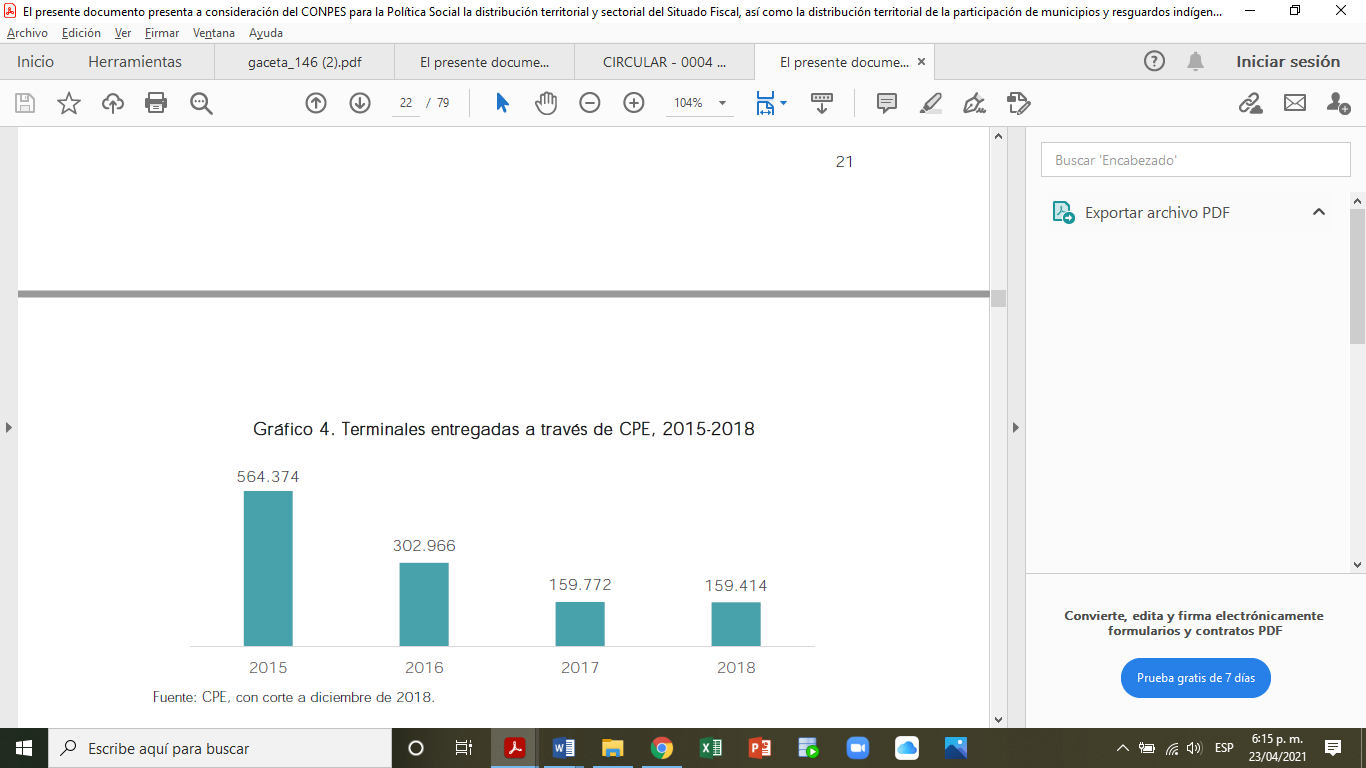 El presente documento presenta a consideración del CONPES para la Política Social la distribución territorial y sectorial del Situado Fiscal, así como la distribución territorial de la participación de municipios y resguardos indígen...
Archivo Edición Ver Firmar Ventana Ayuda
Inicio Herramientas gaceta_146 (2).pdf El presente docume... CIRCULAR - 0004 ... El presente docume... Iniciar sesión
22 / 79 104%
21
Buscar 'Encabezado'
Exportar archivo PDF
Gráfico 4. Terminales entregadas a través de CPE, 2015-2018
564.374
302.966
159.772
159.414
2015 2016 2017 2018
Fuente: CPE, con corte a diciembre de 2018.
Convierte, edita y firma electrónicamente
formularios y contratos PDF
Prueba gratis de 7 días
Escribe aquí para buscar
ESP
6:15 p. m.
23/04/2021